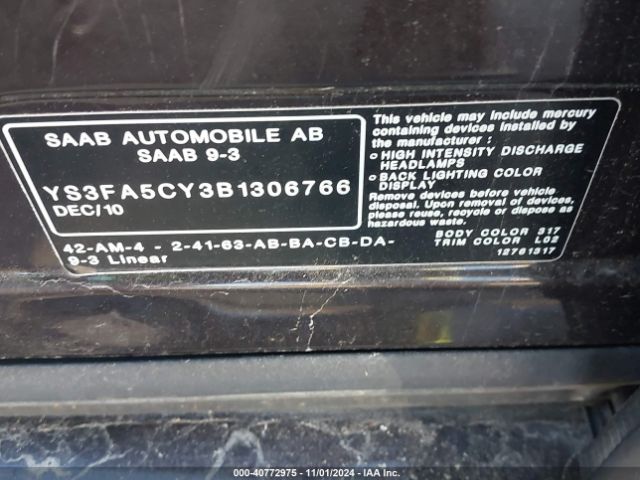 SAAB AUTOMOBILE AB
SAAB 9-3
YS3FA5CY3B1306766
DEC/10
42-AM-4 - 2-41-63-AB-BA-CB-DA-
9-3 Linear
This vehicle may include mercury
containing devices installed by
the manufacturer :
o HIGH INTENSITY DISCHARGE
HEADLAMPS
o BACK LIGHTING COLOR
DISPLAY
Remove devices before vehicle
disposal. Upon removal of devices,
please reuse, recycle or dispose as
hazardous waste.
BODY COLOR 317
TRIM COLOR L02
12761317
000-40772975 - 11/01/2024 - IAA Inc.